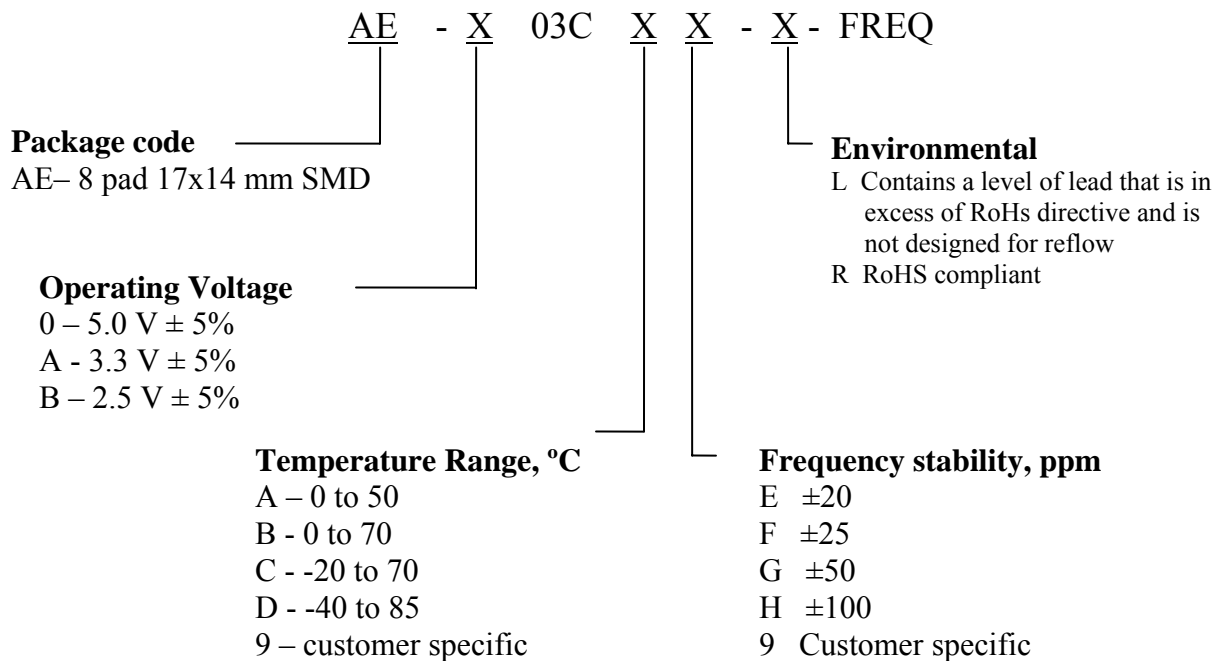 AE - X 03C X X - X - FREQ
Package code
AE– 8 pad 17x14 mm SMD
Environmental
L Contains a level of lead that is in
excess of RoHs directive and is
not designed for reflow
R RoHS compliant
Operating Voltage
0 – 5.0 V ± 5%
A - 3.3 V ± 5%
B – 2.5 V ± 5%
Temperature Range, ºC
A – 0 to 50
B - 0 to 70
C - -20 to 70
D - -40 to 85
9 – customer specific
Frequency stability, ppm
E ±20
F ±25
G ±50
H ±100
9 Customer specific